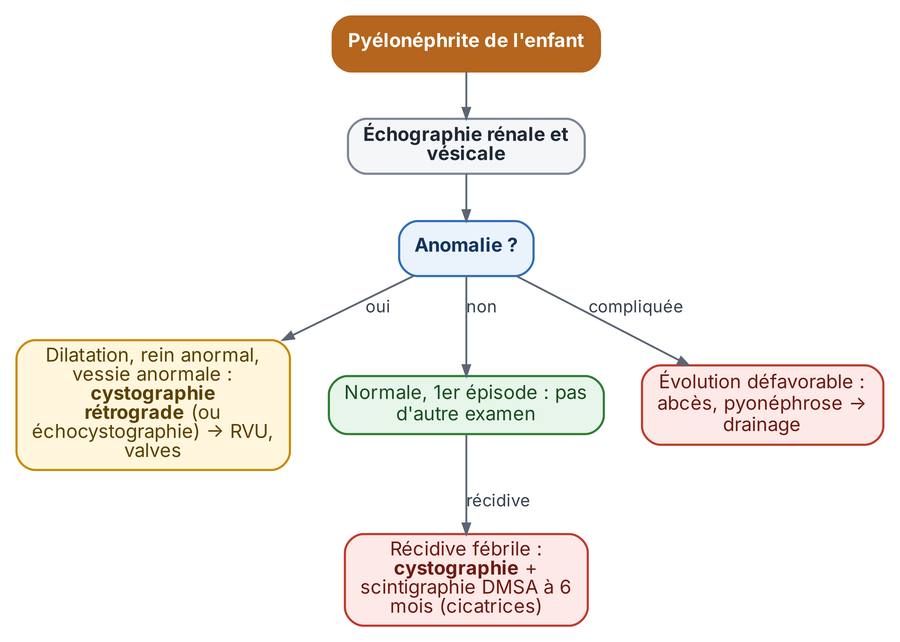 Pyélonéphrite de l'enfant
Échographie rénale et
vésicale
Anomalie ?
oui
non
compliquée
Dilatation, rein anormal,
vessie anormale :
cystographie
rétrograde (ou
échocystographie) → RVU,
valves
Normale, 1er épisode : pas
d'autre examen
Évolution défavorable :
abcès, pyonéphrose →
drainage
récidive
Récidive fébrile :
cystographie +
scintigraphie DMSA à 6
mois (cicatrices)